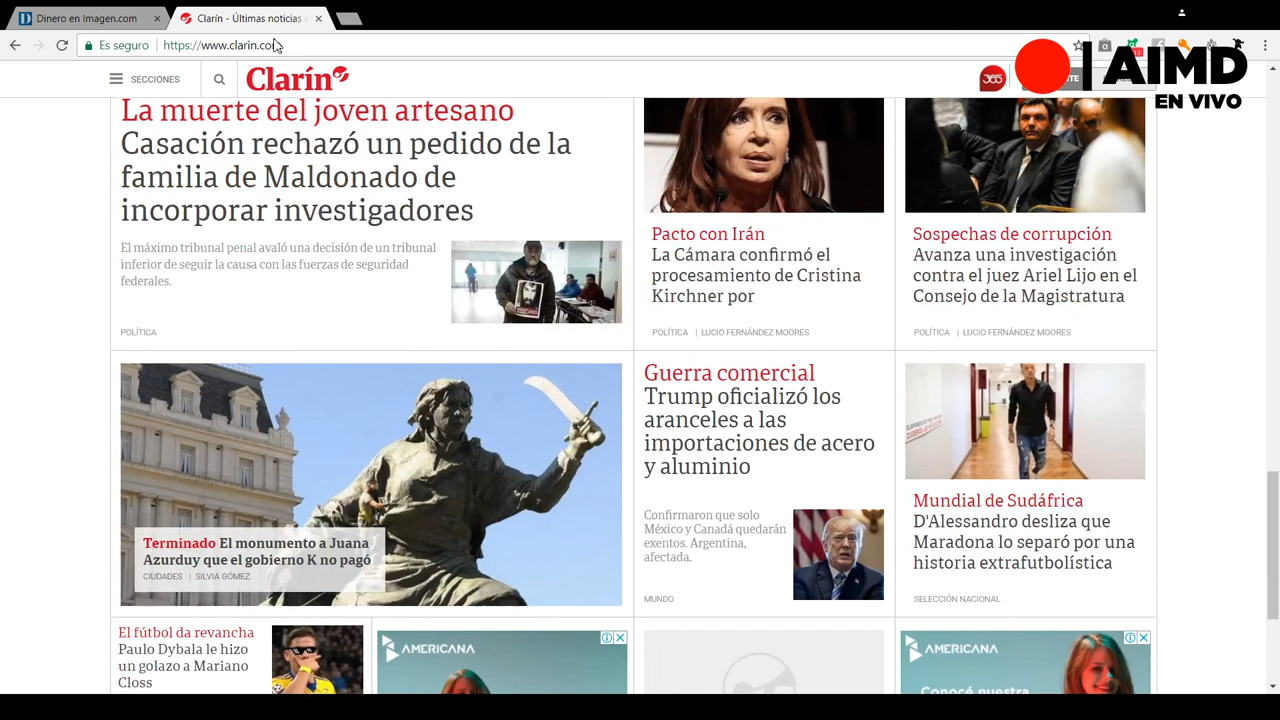 Dinero en Imagen.com
Clarín - Últimas noticias
Es seguro
https://www.clarin.co
13
SECCIONES
Clarín
365
AIMD
EN VIVO
La muerte del joven artesano
Casación rechazó un pedido de la
familia de Maldonado de
incorporar investigadores
El máximo tribunal penal avaló una decisión de un tribunal
inferior de seguir la causa con las fuerzas de seguridad
federales.
POLÍTICA
Pacto con Irán
La Cámara confirmó el
procesamiento de Cristina
Kirchner por
POLÍTICA | LUCIO FERNÁNDEZ MOORES
Sospechas de corrupción
Avanza una investigación
contra el juez Ariel Lijo en el
Consejo de la Magistratura
POLÍTICA | LUCIO FERNÁNDEZ MOORES
Terminado El monumento a Juana
Azurduy que el gobierno K no pagó
CIUDADES | SILVIA GÓMEZ
Guerra comercial
Trump oficializó los
aranceles a las
importaciones de acero
y aluminio
Confirmaron que solo
México y Canadá quedarán
exentos. Argentina,
afectada.
MUNDO
Mundial de Sudáfrica
D'Alessandro desliza que
Maradona lo separó por una
historia extrafutbolística
SELECCIÓN NACIONAL
El fútbol da revancha
Paulo Dybala le hizo
un golazo a Mariano
Closs
AMERICANA
AMERICANA
Conocé nuestra